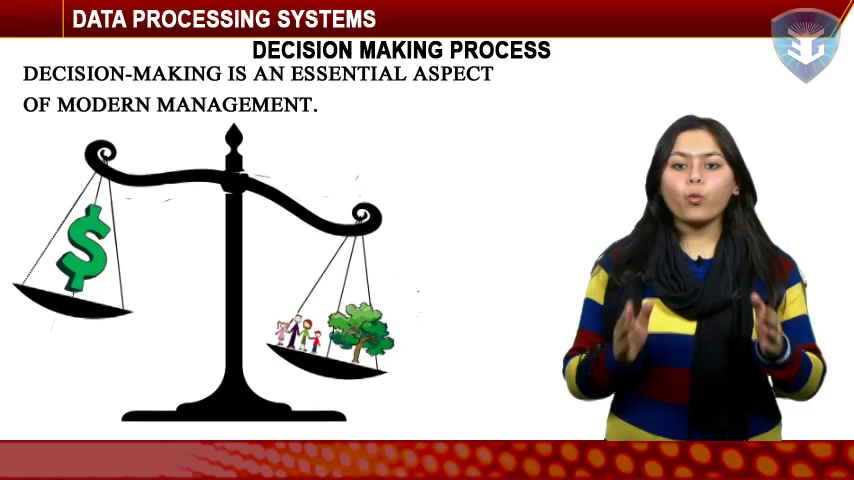 DATA PROCESSING SYSTEMS
DECISION MAKING PROCESS
DECISION-MAKING IS AN ESSENTIAL ASPECT
OF MODERN MANAGEMENT.
$